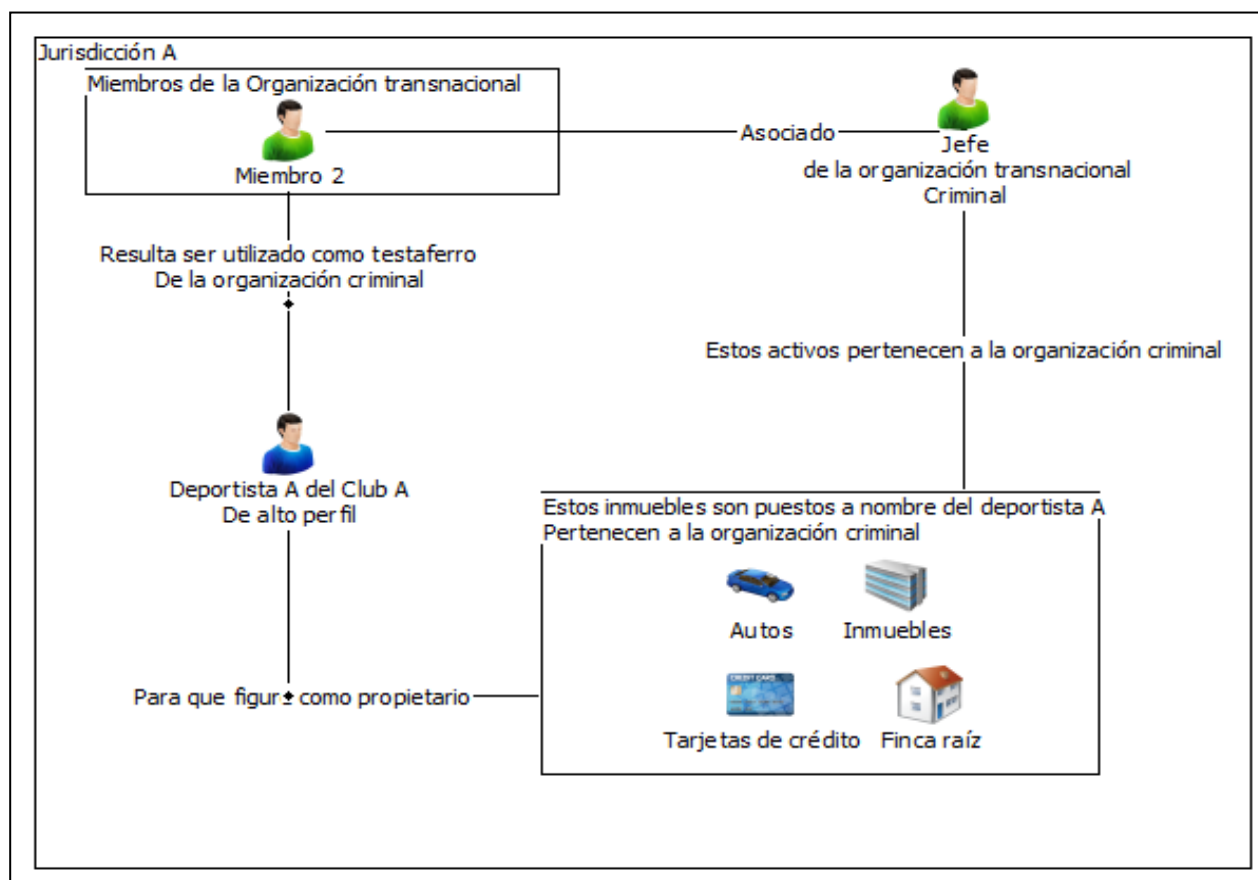 Jurisdicción A
Miembros de la Organización transnacional
Miembro 2
Asociado
Jefe
de la organización transnacional
Criminal
Resulta ser utilizado como testaferro
De la organización criminal
Estos activos pertenecen a la organización criminal
Deportista A del Club A
De alto perfil
Estos inmuebles son puestos a nombre del deportista A
Pertenecen a la organización criminal
Autos
Inmuebles
CREDIT CARD
Tarjetas de crédito
Finca raíz
Para que figure como propietario